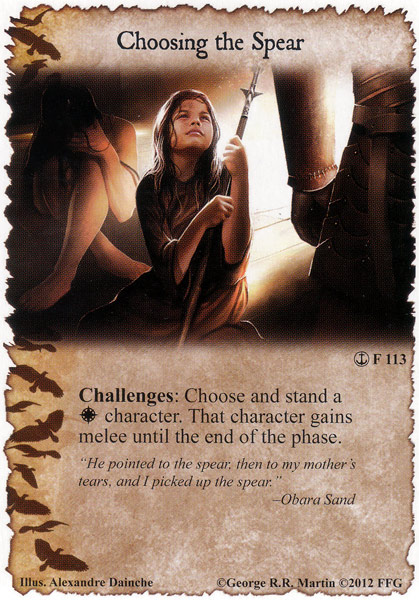 Choosing the Spear
F 113
Challenges: Choose and stand a
character. That character gains
melee until the end of the phase.
“He pointed to the spear, then to my mother’s
tears, and I picked up the spear.”
–Obara Sand
Illus. Alexandre Dainche ©George R.R. Martin ©2012 FFG